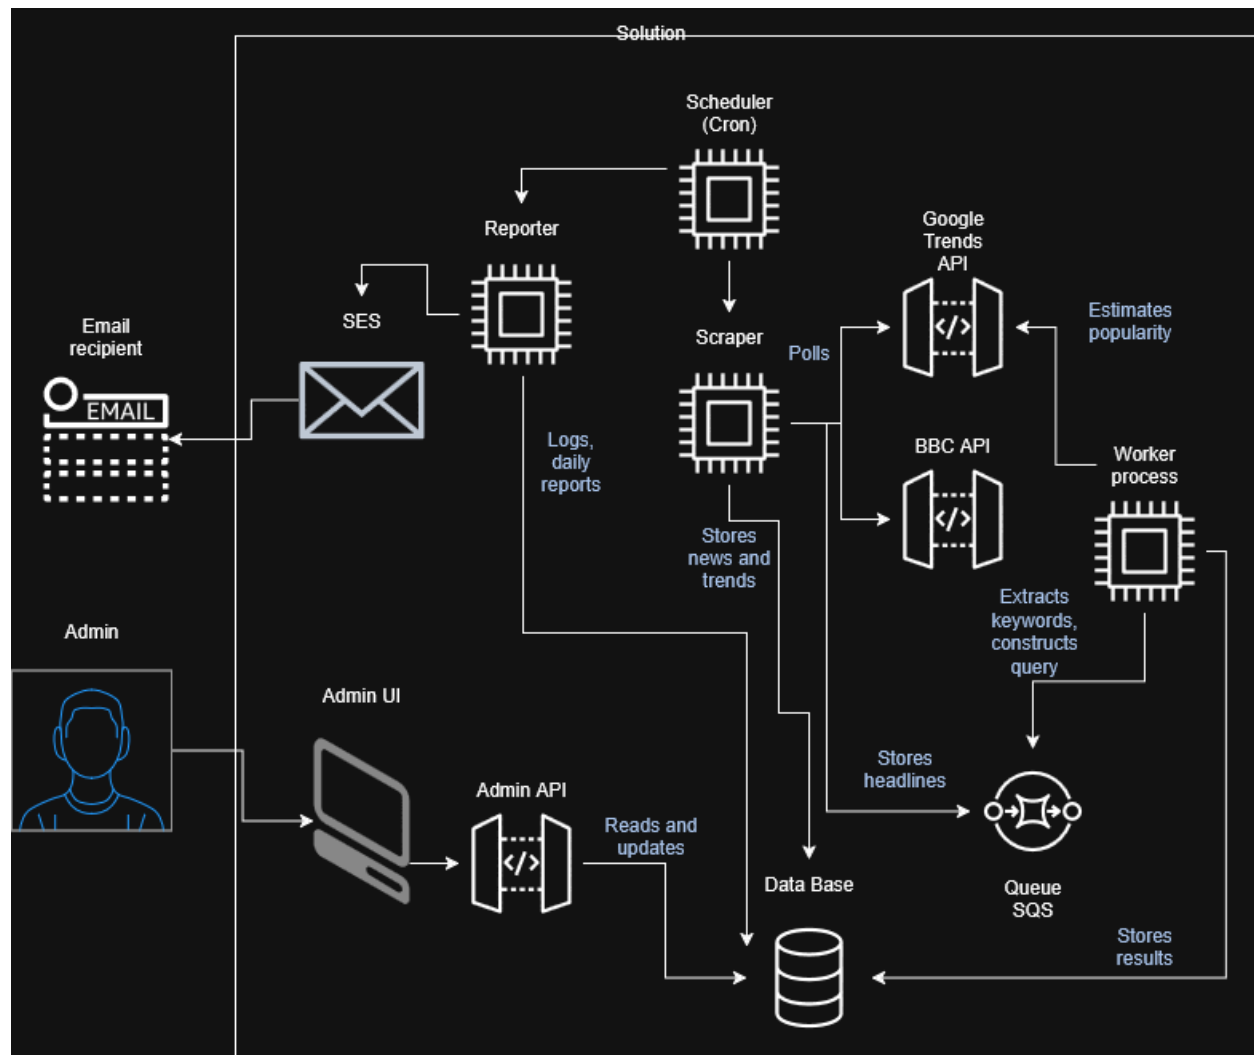 Solution
Scheduler
(Cron)
Reporter
Google
Trends
API
SES
Email
recipient
EMAIL
Scraper
Polls
Estimates
popularity
</>
Logs,
daily
reports
BBC API
Worker
process
</>
Stores
news and
trends
Extracts
keywords,
constructs
query
Admin
Admin UI
Admin API
</>
Reads and
updates
Stores
headlines
Data Base
Queue
SQS
Stores
results